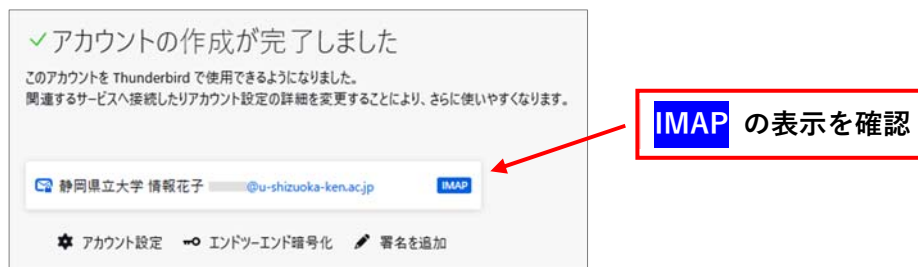 アカウントの作成が完了しました
このアカウントを Thunderbird で使用できるようになりました。
関連するサービスへ接続したりアカウント設定の詳細を変更することにより、さらに使いやすくなります。
IMAP の表示を確認
静岡県立大学 情報花子 @u-shizuoka-ken.ac.jp IMAP
アカウント設定 エンドツーエンド暗号化 署名を追加